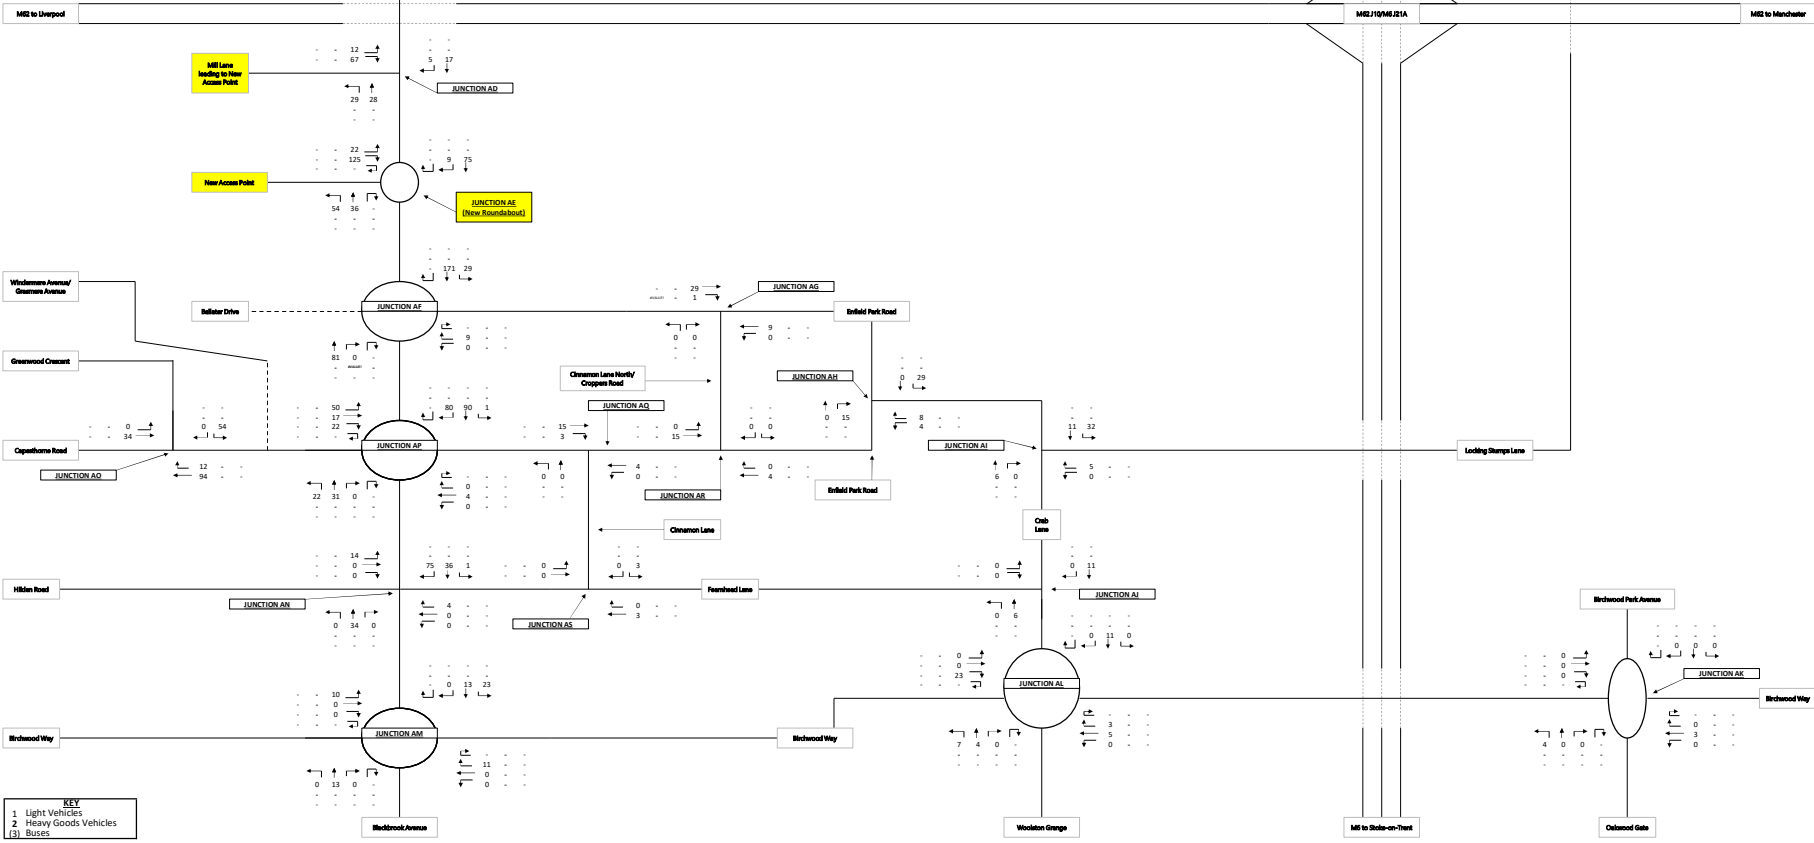 M62 to Liverpool
M62 J10/M6 J21A
M62 to Manchester
- - 12
- - 67
- -
- -
5 17
Mill Lane
leading to New
Access Point
JUNCTION AD
29 28
- -
- -
- - 22
- - 125
- - -
- - -
- - -
- 9 75
New Access Point
54 36 -
- - -
- - -
JUNCTION AE
(New Roundabout)
- - -
- - -
- 171 29
Windermere Avenue/
Grasmere Avenue
Ballater Drive
JUNCTION AF
- - 29
- 1
JUNCTION AG
Enfield Park Road
- - -
9 - -
0 - -
81 0 -
- -
- - -
0 0
- -
- -
9 - -
0 - -
Greenwood Crescent
Cinnamon Lane North/
Croppers Road
JUNCTION AH
- -
- -
0 29
JUNCTION AQ
- - 0
- - 34
- -
- -
0 54
- - 50
- - 17
- - 22
- - -
- - - -
- - - -
- 80 90 1
- - 15
- - 3
- - 0
- - 15
- -
- -
0 0
0 15
- -
- -
8 - -
4 - -
- -
- -
11 32
Capesthorne Road
JUNCTION AP
JUNCTION AI
Locking Stumps Lane
JUNCTION AO
12 - -
94 - -
22 31 0 -
- - - -
- - - -
- - -
0 - -
4 - -
0 - -
0 0
- -
- -
4 - -
0 - -
JUNCTION AR
0 - -
4 - -
Enfield Park Road
6 0
- -
- -
5 - -
0 - -
Cinnamon Lane
Crab
Lane
- - 14
- - 0
- - 0
- - -
- - -
75 36 1
- - 0
- - 0
- -
- -
0 3
- - 0
- - 0
- -
- -
0 11
Hilden Road
Fearnhead Lane
JUNCTION AJ
JUNCTION AN
0 34 0
- - -
- - -
4 - -
0 - -
0 - -
JUNCTION AS
0 - -
3 - -
0 6
- -
- -
Birchwood Park Avenue
- - 0
- - 0
- - 23
- - -
- - - -
- - - -
- 0 11 0
JUNCTION AL
- - 0
- - 0
- - 0
- - -
- - - -
- - - -
- 0 0 0
JUNCTION AK
Birchwood Way
- - 10
- - 0
- - 0
- - -
- - - -
- - - -
- 0 13 23
Birchwood Way
JUNCTION AM
Birchwood Way
7 4 0 -
- - - -
- - - -
- - -
3 - -
5 - -
0 - -
4 0 0 -
- - - -
- - - -
- - -
0 - -
3 - -
0 - -
0 13 0 -
- - - -
- - - -
- - -
11 - -
0 - -
0 - -
KEY
1 Light Vehicles
2 Heavy Goods Vehicles
(3) Buses
Blackbrook Avenue
Woolston Grange
M6 to Stoke-on-Trent
Oakwood Gate